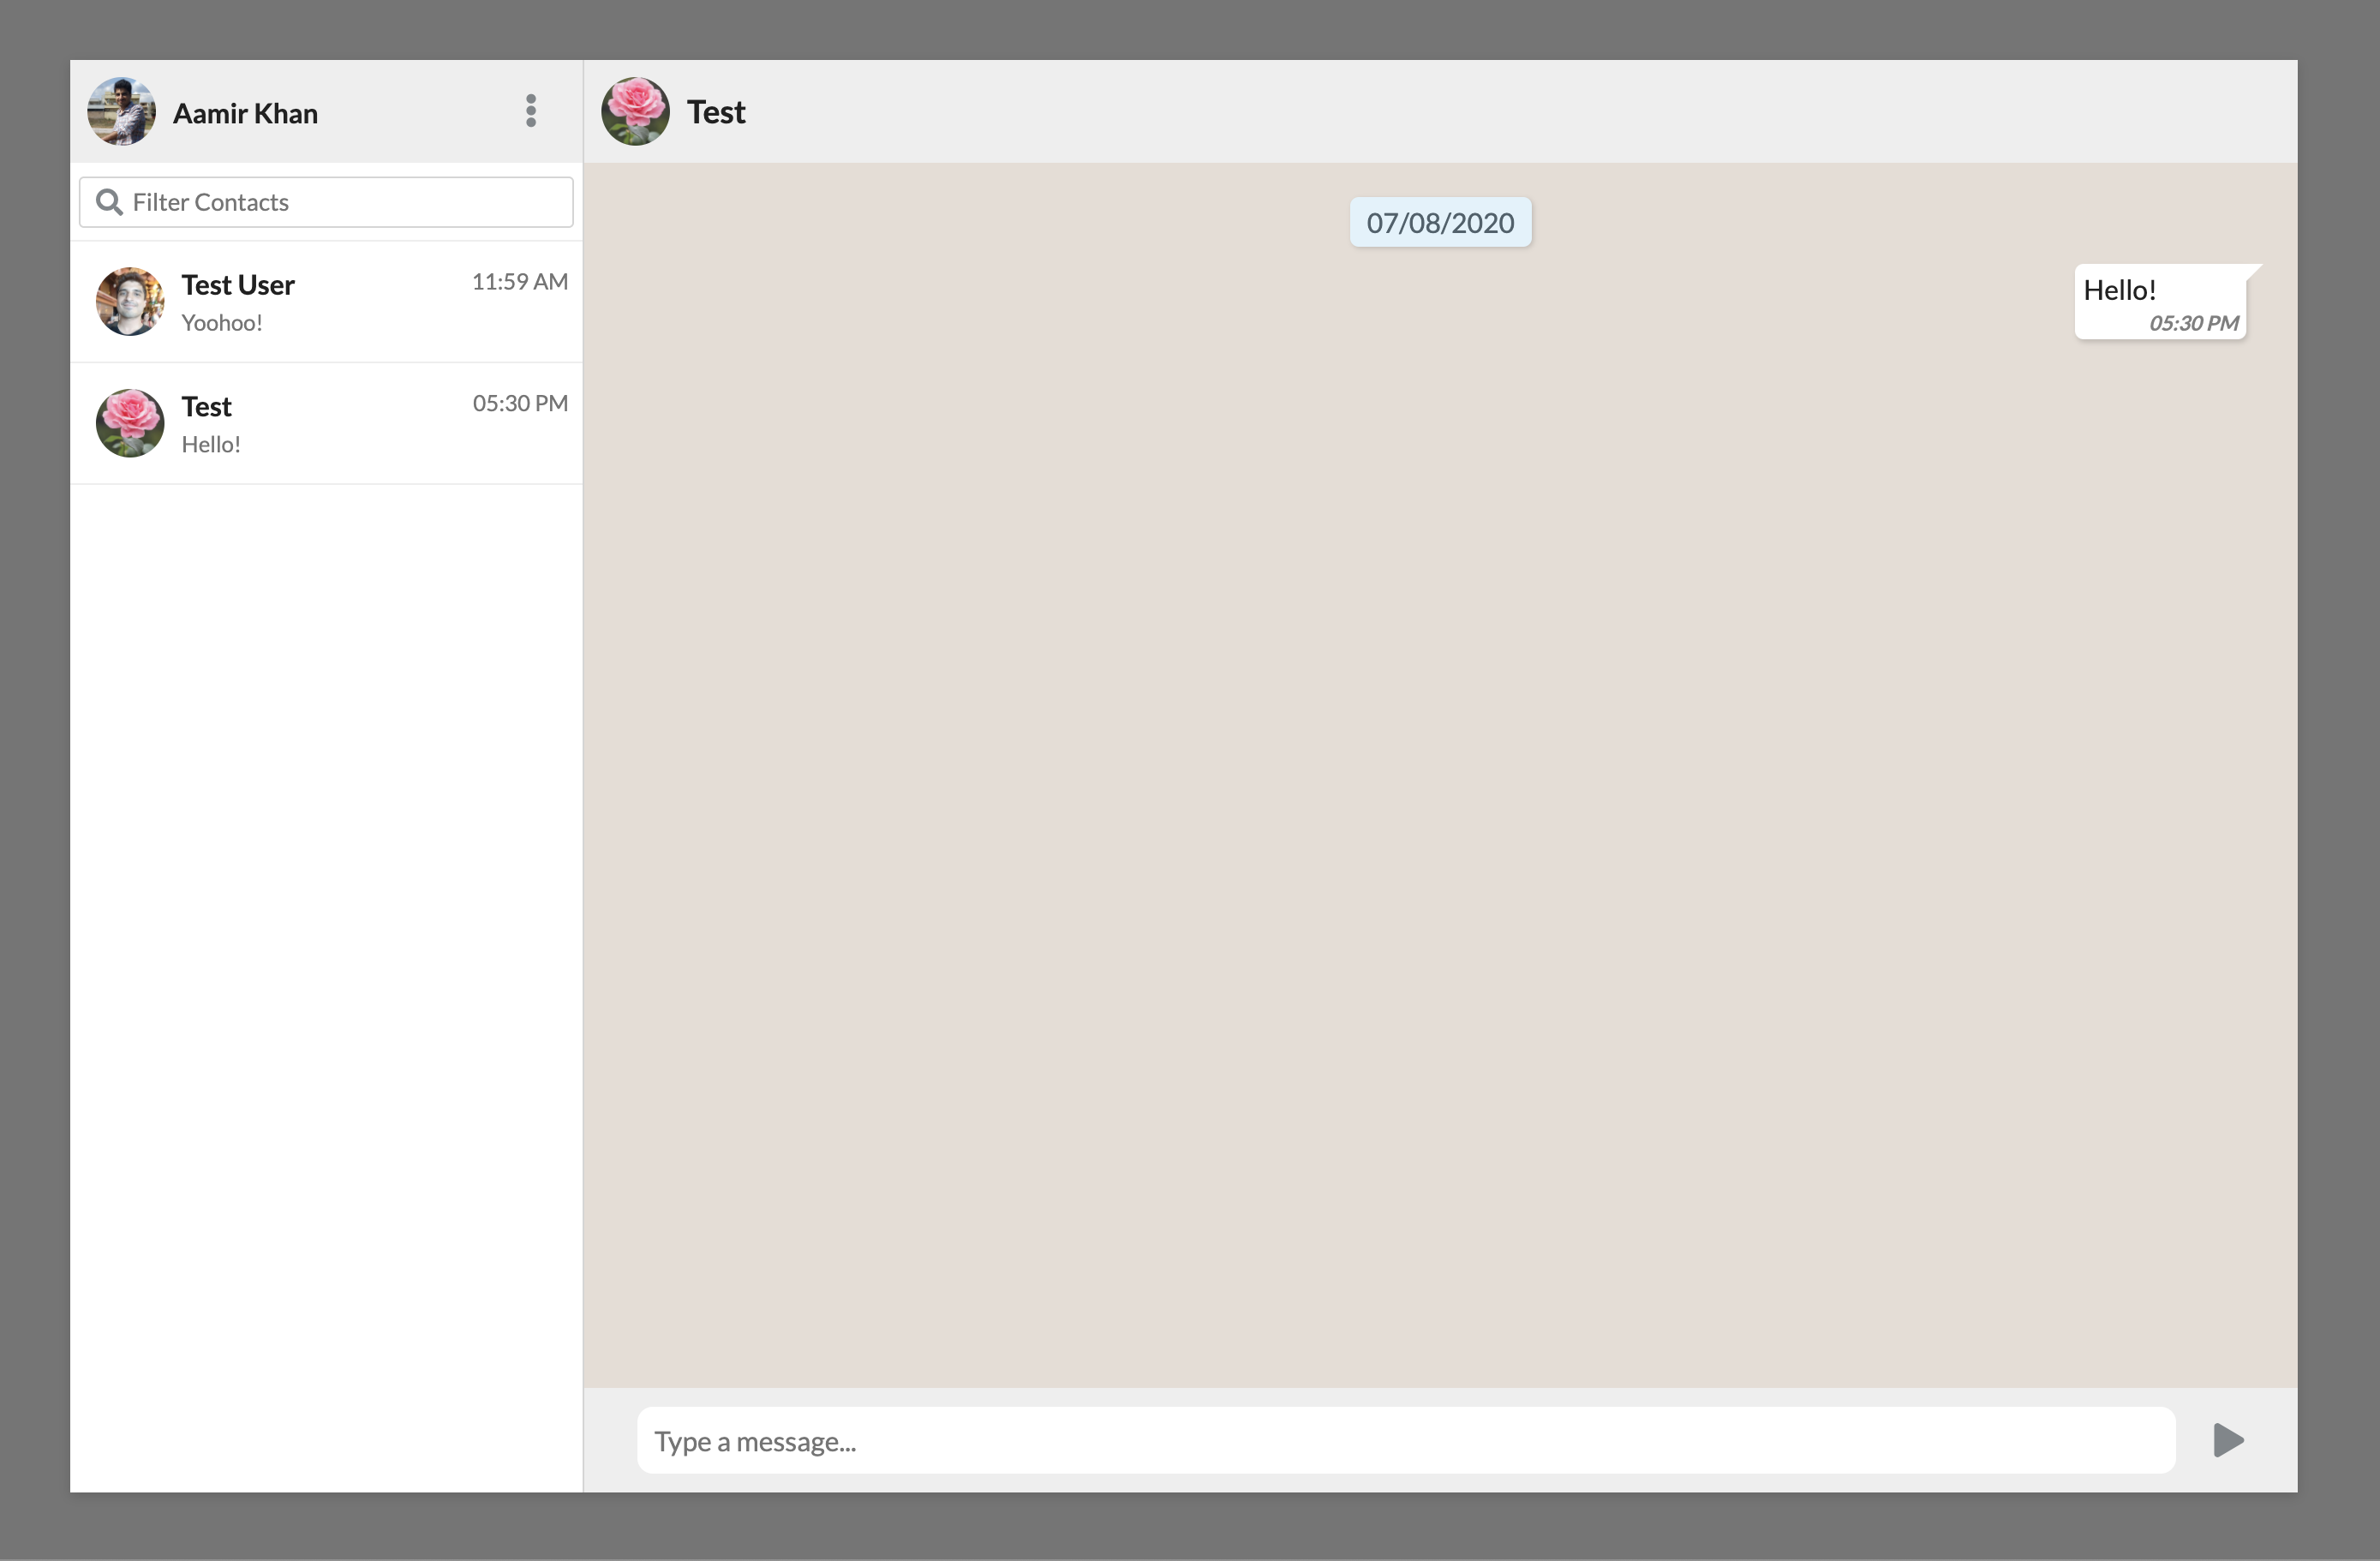 Aamir Khan
Filter Contacts
Test User
11:59 AM
Yoohoo!
Test
05:30 PM
Hello!
Test
07/08/2020
Hello!
05:30 PM
Type a message...